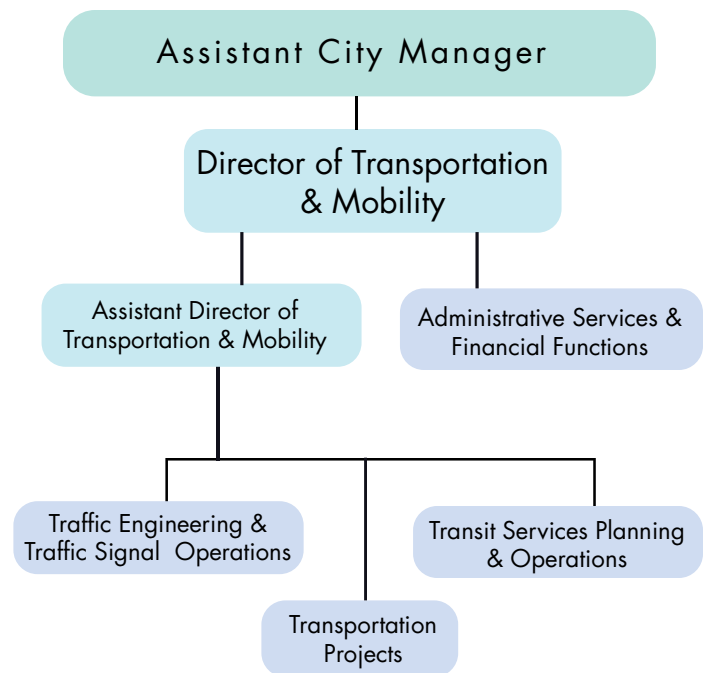 Assistant City Manager
Director of Transportation
& Mobility
Assistant Director of
Transportation & Mobility
Administrative Services &
Financial Functions
Traffic Engineering &
Traffic Signal Operations
Transit Services Planning
& Operations
Transportation
Projects